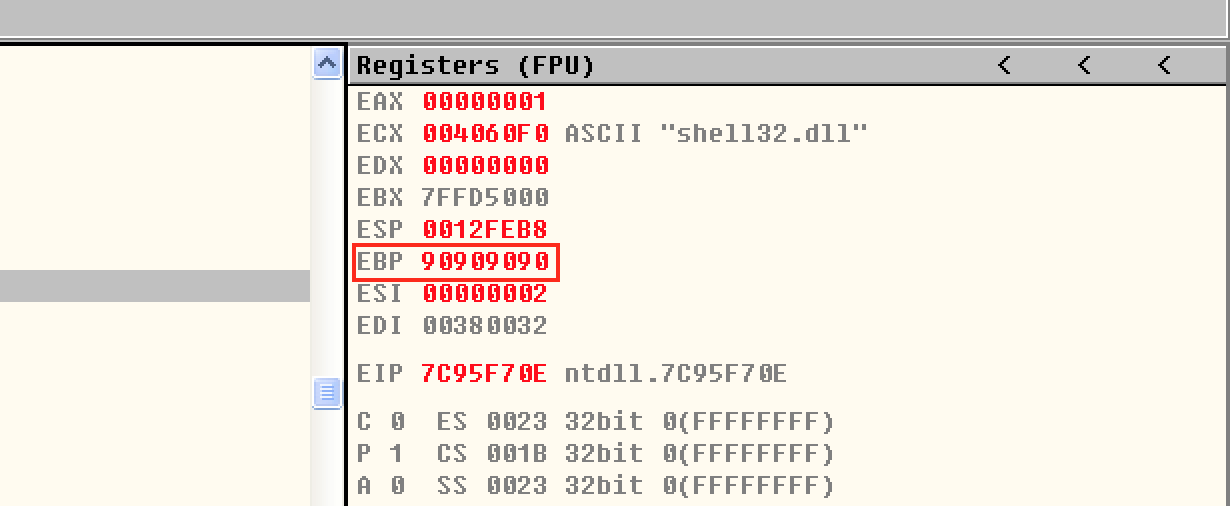 Registers (FPU) < < <
EAX 00000001
ECX 004060F0 ASCII "shell32.dll"
EDX 00000000
EBX 7FFD5000
ESP 0012FEB8
EBP 90909090
ESI 00000002
EDI 00380032
EIP 7C95F70E ntdll.7C95F70E
C 0 ES 0023 32bit 0(FFFFFFFF)
P 1 CS 001B 32bit 0(FFFFFFFF)
A 0 SS 0023 32bit 0(FFFFFFFF)